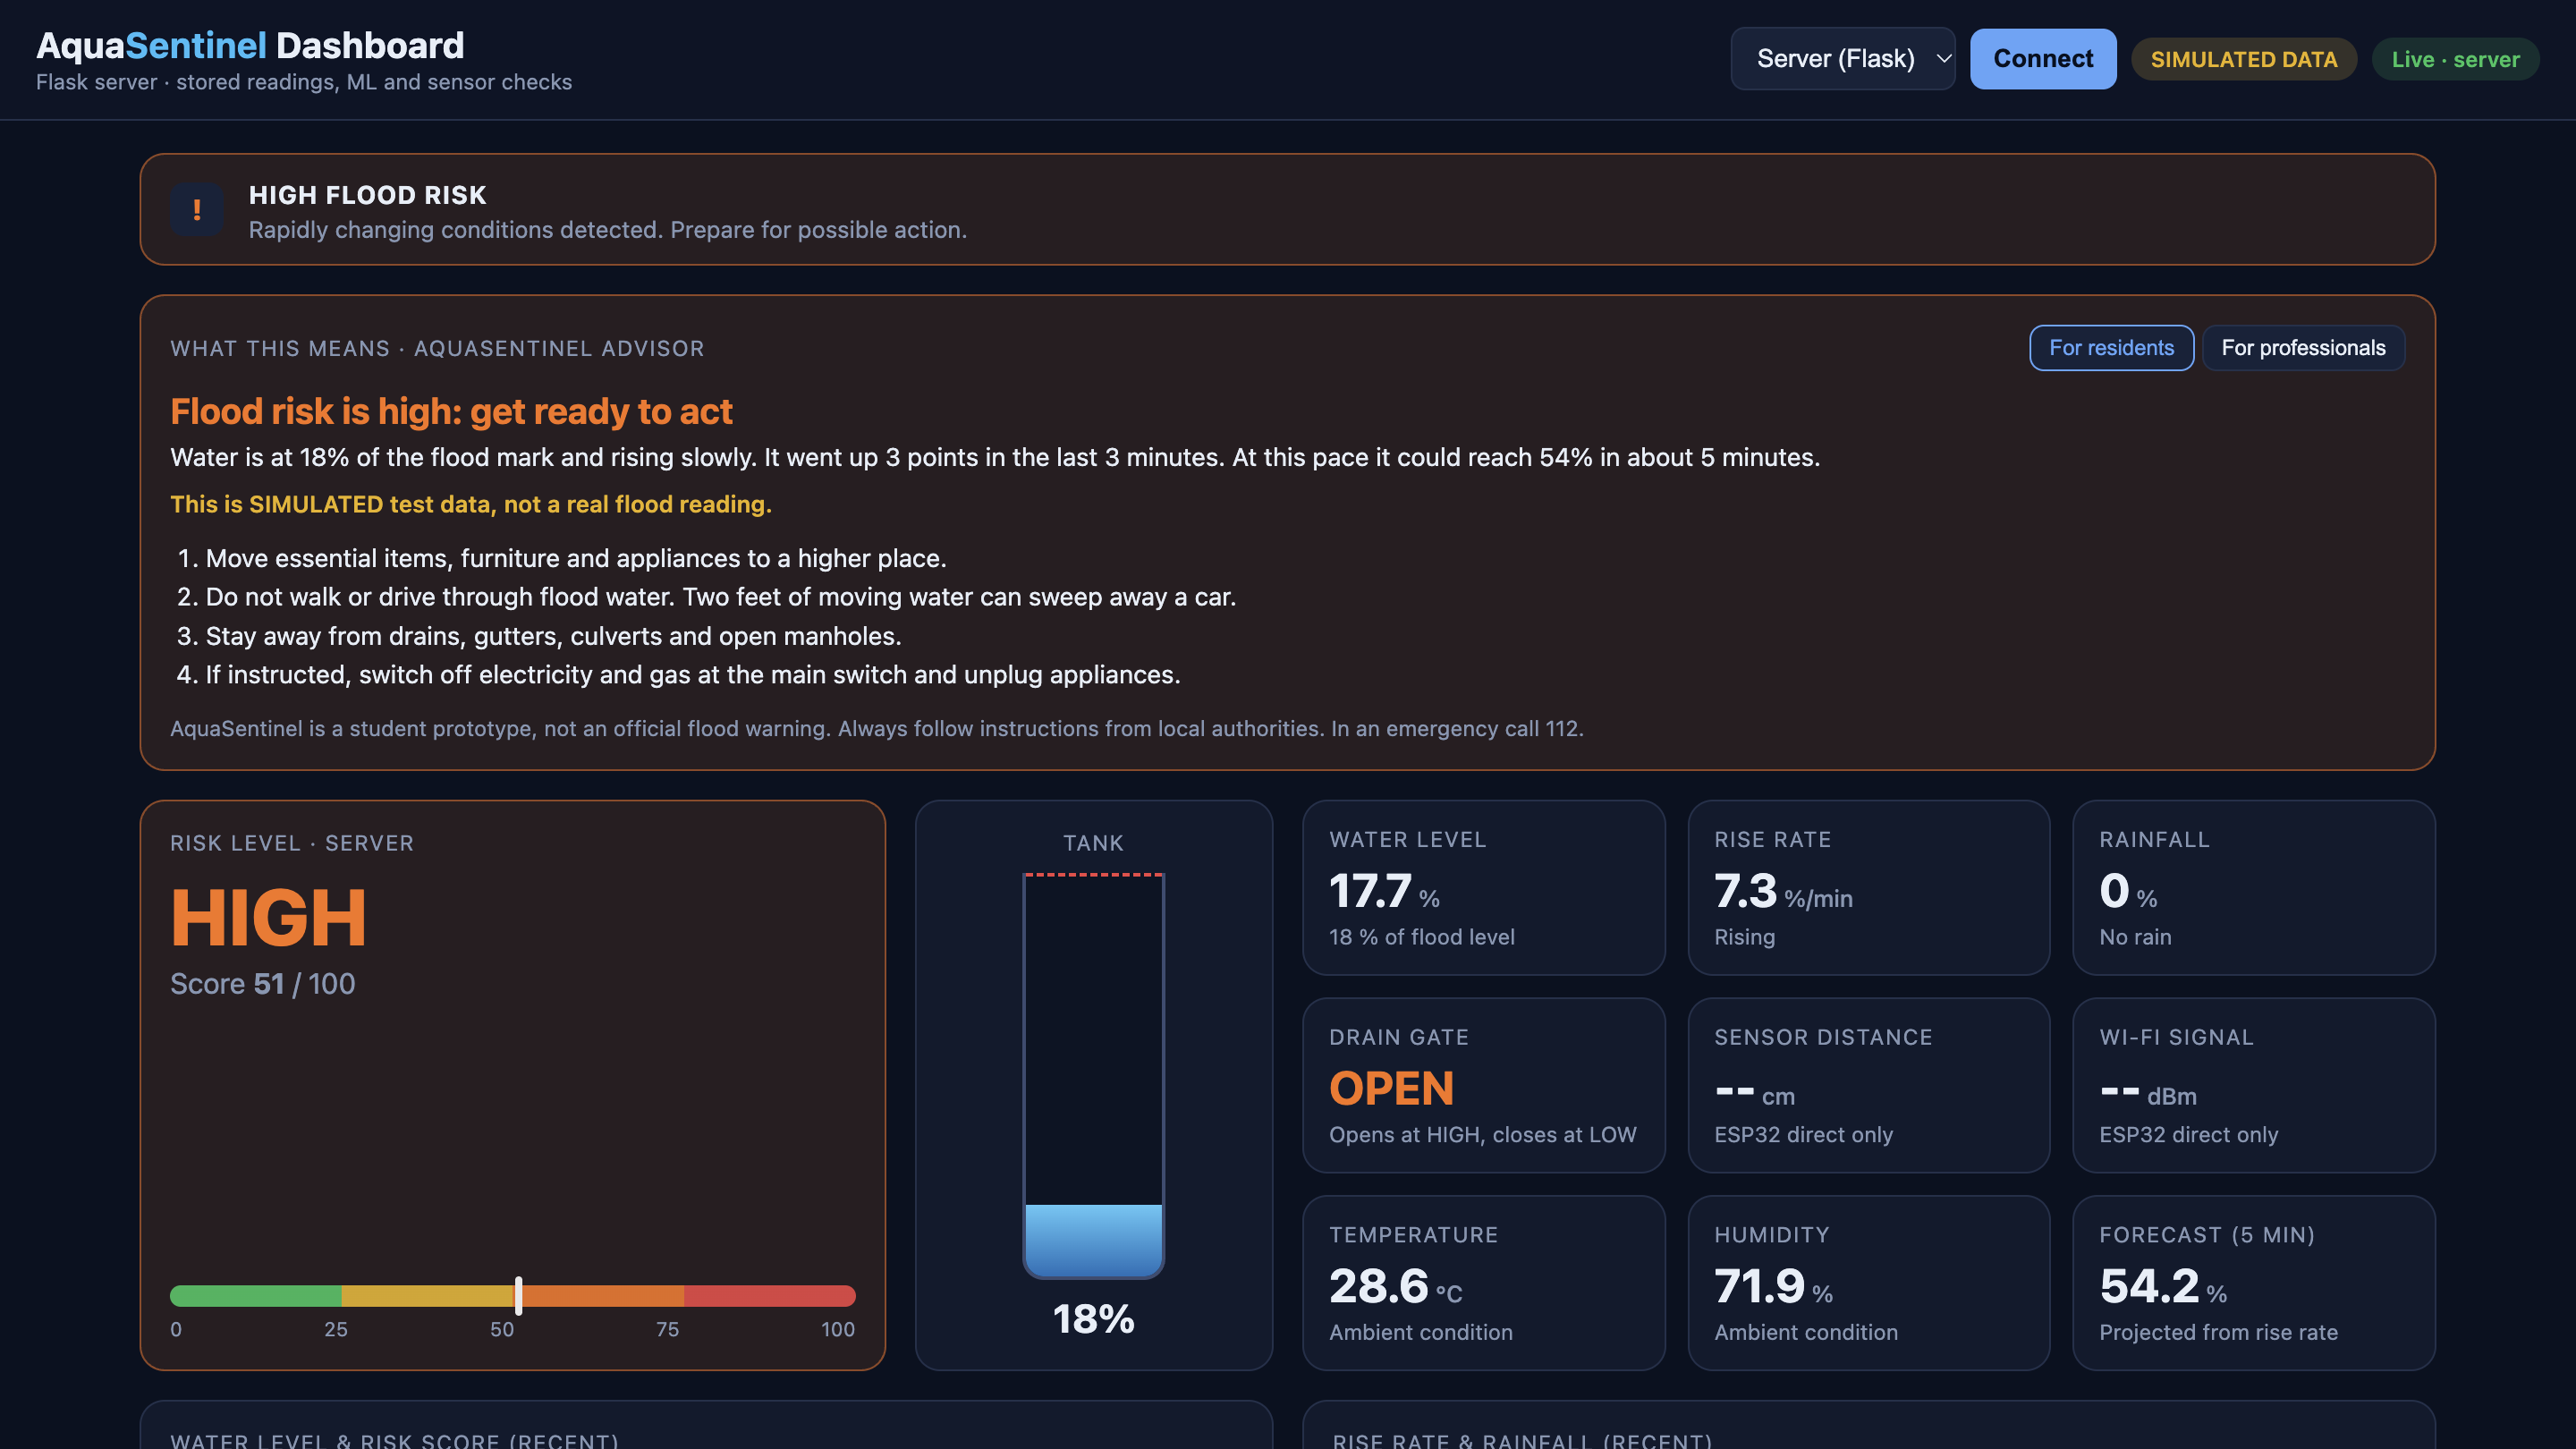 AquaSentinel Dashboard
Flask server · stored readings, ML and sensor checks
Server (Flask)
Connect
SIMULATED DATA
Live · server
!
HIGH FLOOD RISK
Rapidly changing conditions detected. Prepare for possible action.
WHAT THIS MEANS · AQUASENTINEL ADVISOR
For residents
For professionals
Flood risk is high: get ready to act
Water is at 18% of the flood mark and rising slowly. It went up 3 points in the last 3 minutes. At this pace it could reach 54% in about 5 minutes.
This is SIMULATED test data, not a real flood reading.
1. Move essential items, furniture and appliances to a higher place.
2. Do not walk or drive through flood water. Two feet of moving water can sweep away a car.
3. Stay away from drains, gutters, culverts and open manholes.
4. If instructed, switch off electricity and gas at the main switch and unplug appliances.
AquaSentinel is a student prototype, not an official flood warning. Always follow instructions from local authorities. In an emergency call 112.
RISK LEVEL · SERVER
HIGH
Score 51 / 100
0 25 50 75 100
TANK
18%
WATER LEVEL
17.7 %
18 % of flood level
RISE RATE
7.3 %/min
Rising
RAINFALL
0 %
No rain
DRAIN GATE
OPEN
Opens at HIGH, closes at LOW
SENSOR DISTANCE
-- cm
ESP32 direct only
WI-FI SIGNAL
-- dBm
ESP32 direct only
TEMPERATURE
28.6 °C
Ambient condition
HUMIDITY
71.9 %
Ambient condition
FORECAST (5 MIN)
54.2 %
Projected from rise rate
WATER LEVEL & RISK SCORE (RECENT)
RISE RATE & RAINFALL (RECENT)